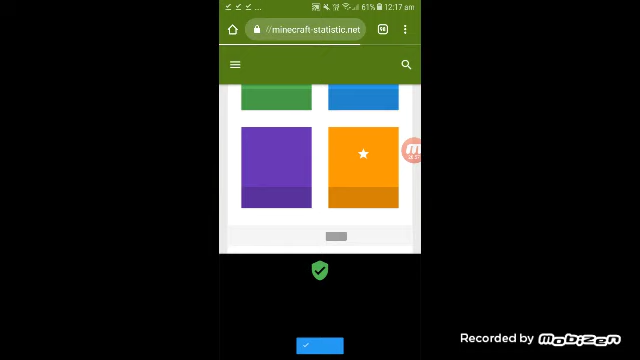 61% 12:17 am
//minecraft-statistic.net
Recorded by
MOBIZEN